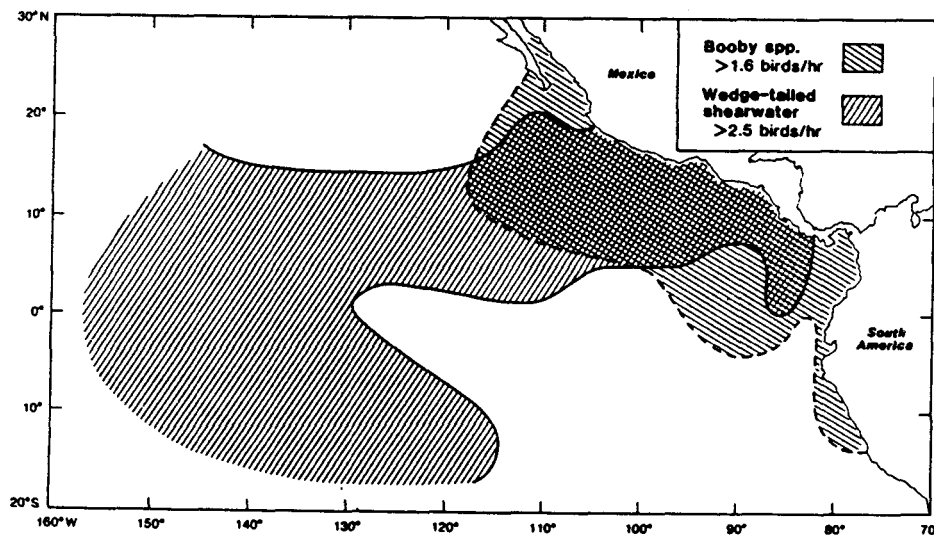 30°N
20°
10°
0°
10°
20°S
160°W
150°
140°
130°
120°
110°
100°
90°
80°
70
Mexico
South
America
Booby spp.
>1.6 birds/hr
Wedge-tailed
shearwater
>2.5 birds/hr